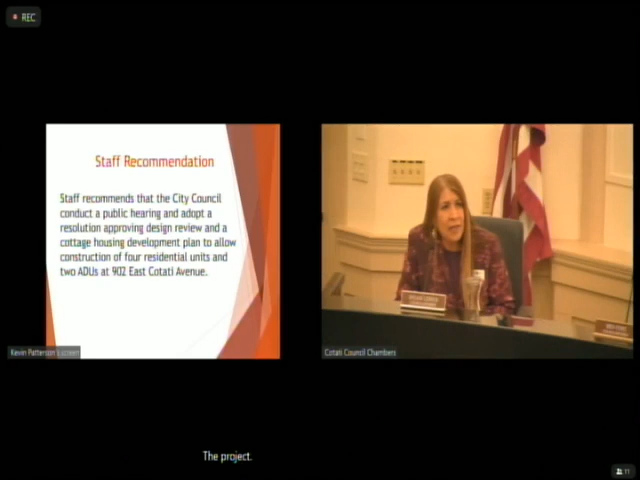 REC
Staff Recommendation
Staff recommends that the City Council
conduct a public hearing and adopt a
resolution approving design review and a
cottage housing development plan to allow
construction of four residential units and
two ADUs at 902 East Cotati Avenue.
Kevin Patterson
Cotati Council Chambers
The project.
11